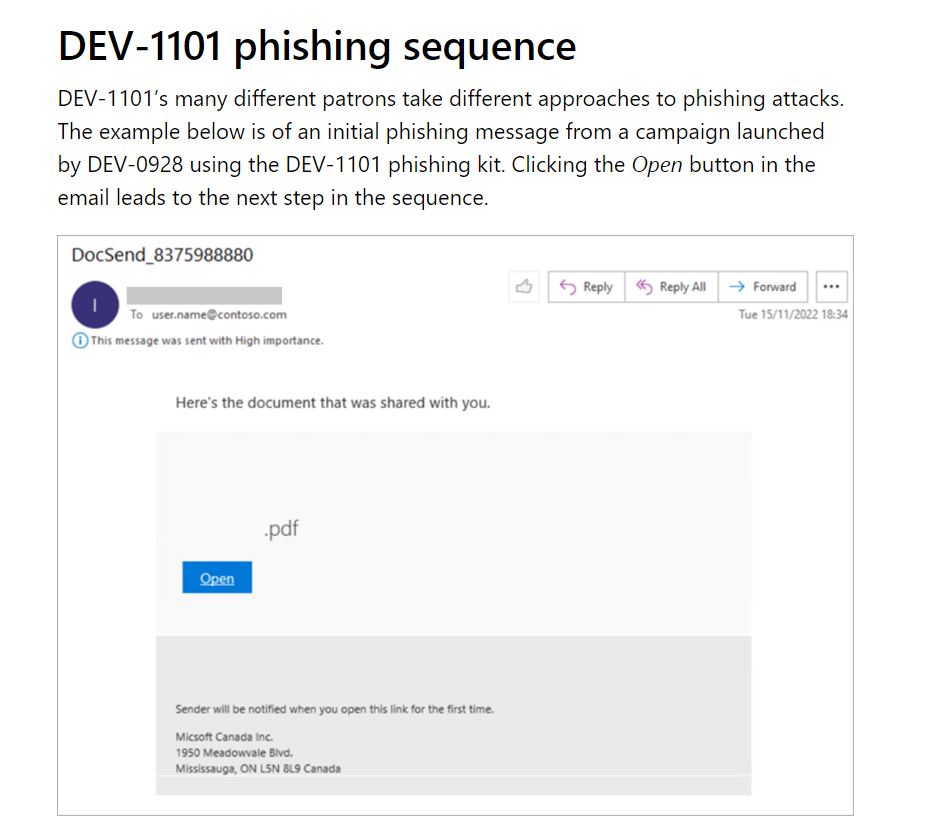 DEV-1101 phishing sequence
DEV-1101’s many different patrons take different approaches to phishing attacks.
The example below is of an initial phishing message from a campaign launched
by DEV-0928 using the DEV-1101 phishing kit. Clicking the Open button in the
email leads to the next step in the sequence.
DocSend_8375988880
I
Reply
Reply All
Forward
...
To user.name@contoso.com
Tue 15/11/2022 18:34
This message was sent with High importance.
Here's the document that was shared with you.
.pdf
Open
Sender will be notified when you open this link for the first time.
Micsoft Canada Inc.
1950 Meadowvale Blvd.
Mississauga, ON L5N 8L9 Canada